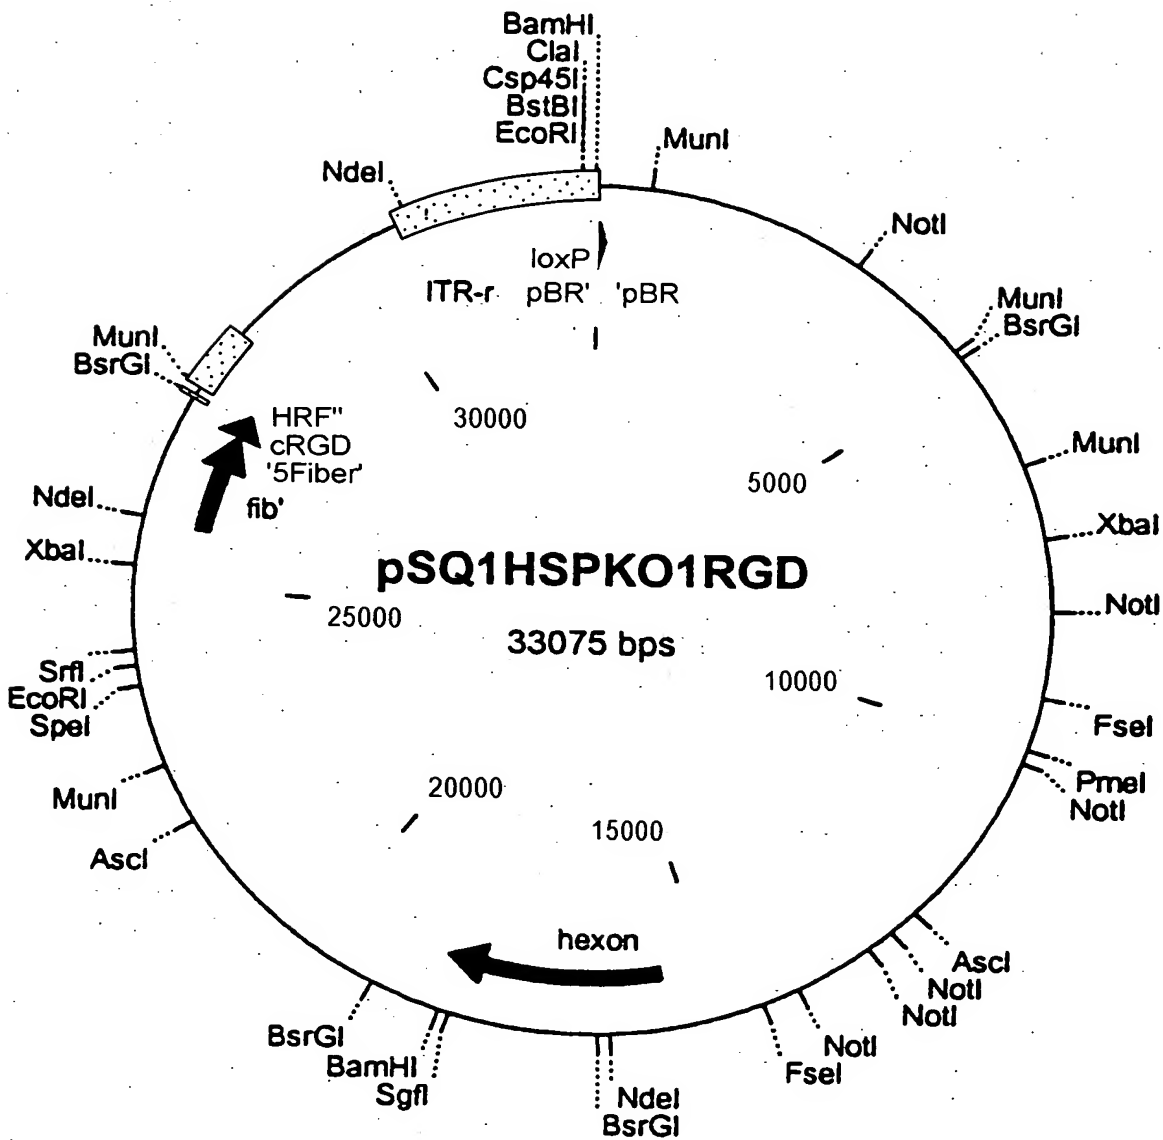 BamHI
ClaI
Csp45I
BstBI
EcoRI
MunI
NdeI
NotI
loxP
ITR-r pBR' 'pBR
MunI
BsrGI
MunI
BsrGI
30000
HRF"
cRGD
'5Fiber'
fib'
5000
MunI
NdeI
XbaI
XbaI
pSQ1HSPKO1RGD
25000
33075 bps
NotI
SrfI
EcoRI
SpeI
10000
FseI
PmeI
NotI
MunI
20000
15000
AscI
hexon
AscI
NotI
NotI
BsrGI
BamHI
SgfI
NotI
FseI
NdeI
BsrGI